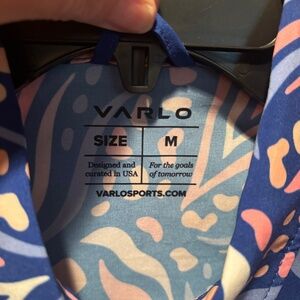 VARLO
SIZE M
Designed and For the goals
curated in USA of tomorrow
VARLOSPORTS.COM